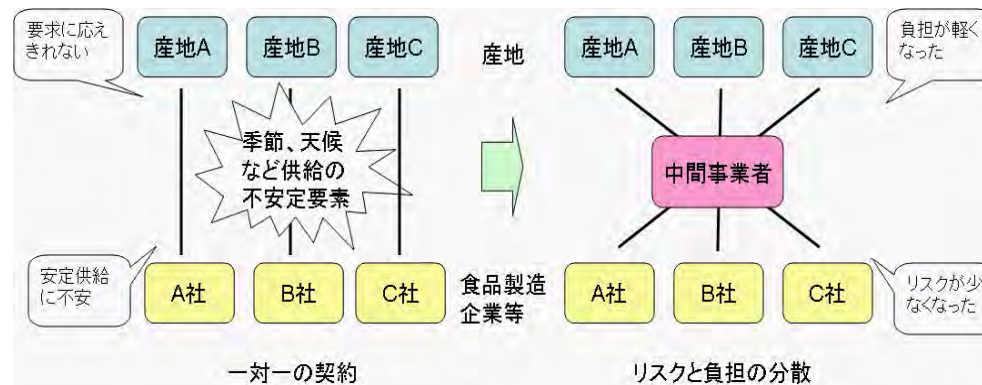 要求に応え
きれない
産地A
産地B
産地C
季節、天候
など供給の
不安定要素
安定供給
に不安
A社
B社
C社
一対一の契約
産地
食品製造
企業等
産地A
産地B
産地C
負担が軽く
なった
中間事業者
A社
B社
C社
リスクが少
なくなった
リスクと負担の分散